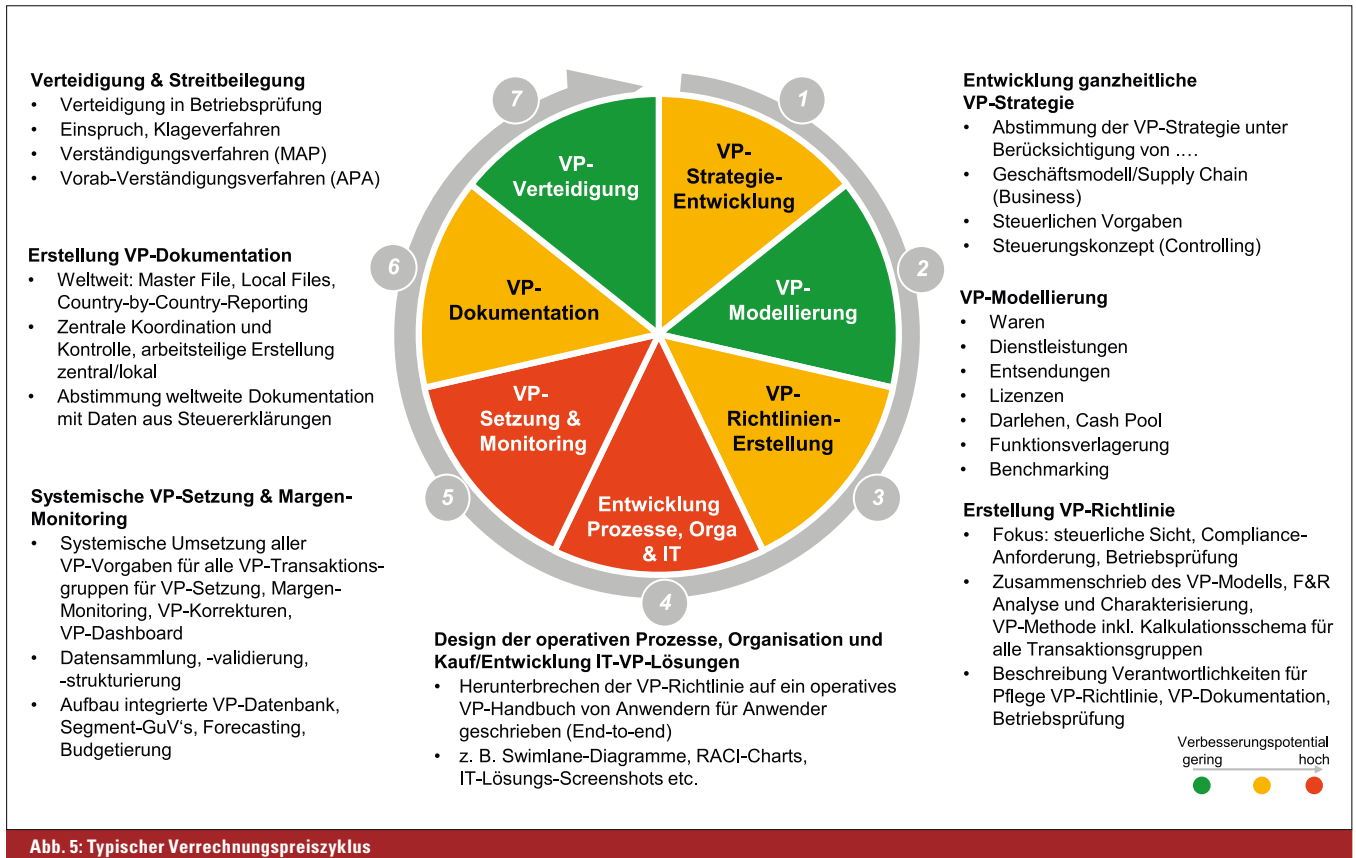 Verteidigung & Streitbeilegung
• Verteidigung in Betriebsprüfung
• Einspruch, Klageverfahren
• Verständigungsverfahren (MAP)
• Vorab-Verständigungsverfahren (APA)
Erstellung VP-Dokumentation
• Weltweit: Master File, Local Files,
Country-by-Country-Reporting
• Zentrale Koordination und
Kontrolle, arbeitsteilige Erstellung
zentral/lokal
• Abstimmung weltweite Dokumentation
mit Daten aus Steuererklärungen
Systemische VP-Setzung & Margen-
Monitoring
• Systemische Umsetzung aller
VP-Vorgaben für alle VP-Transaktions-
gruppen für VP-Setzung, Margen-
Monitoring, VP-Korrekturen,
VP-Dashboard
• Datensammlung, -validierung,
-strukturierung
• Aufbau integrierte VP-Datenbank,
Segment-GuV's, Forecasting,
Budgetierung
7
1
2
3
4
5
6
VP-
Verteidigung
VP-
Strategie-
Entwicklung
VP-
Modellierung
VP-
Richtlinien-
Erstellung
Entwicklung
Prozesse, Orga
& IT
VP-
Setzung &
Monitoring
VP-
Dokumentation
Design der operativen Prozesse, Organisation und
Kauf/Entwicklung IT-VP-Lösungen
• Herunterbrechen der VP-Richtlinie auf ein operatives
VP-Handbuch von Anwendern für Anwender
geschrieben (End-to-end)
• z. B. Swimlane-Diagramme, RACI-Charts,
IT-Lösungs-Screenshots etc.
Entwicklung ganzheitliche
VP-Strategie
• Abstimmung der VP-Strategie unter
Berücksichtigung von ….
• Geschäftsmodell/Supply Chain
(Business)
• Steuerlichen Vorgaben
• Steuerungskonzept (Controlling)
VP-Modellierung
• Waren
• Dienstleistungen
• Entsendungen
• Lizenzen
• Darlehen, Cash Pool
• Funktionsverlagerung
• Benchmarking
Erstellung VP-Richtlinie
• Fokus: steuerliche Sicht, Compliance-
Anforderung, Betriebsprüfung
• Zusammenschrieb des VP-Modells, F&R
Analyse und Charakterisierung,
VP-Methode inkl. Kalkulationsschema für
alle Transaktionsgruppen
• Beschreibung Verantwortlichkeiten für
Pflege VP-Richtlinie, VP-Dokumentation,
Betriebsprüfung
Verbesserungspotential
gering hoch
Abb. 5: Typischer Verrechnungspreiszyklus